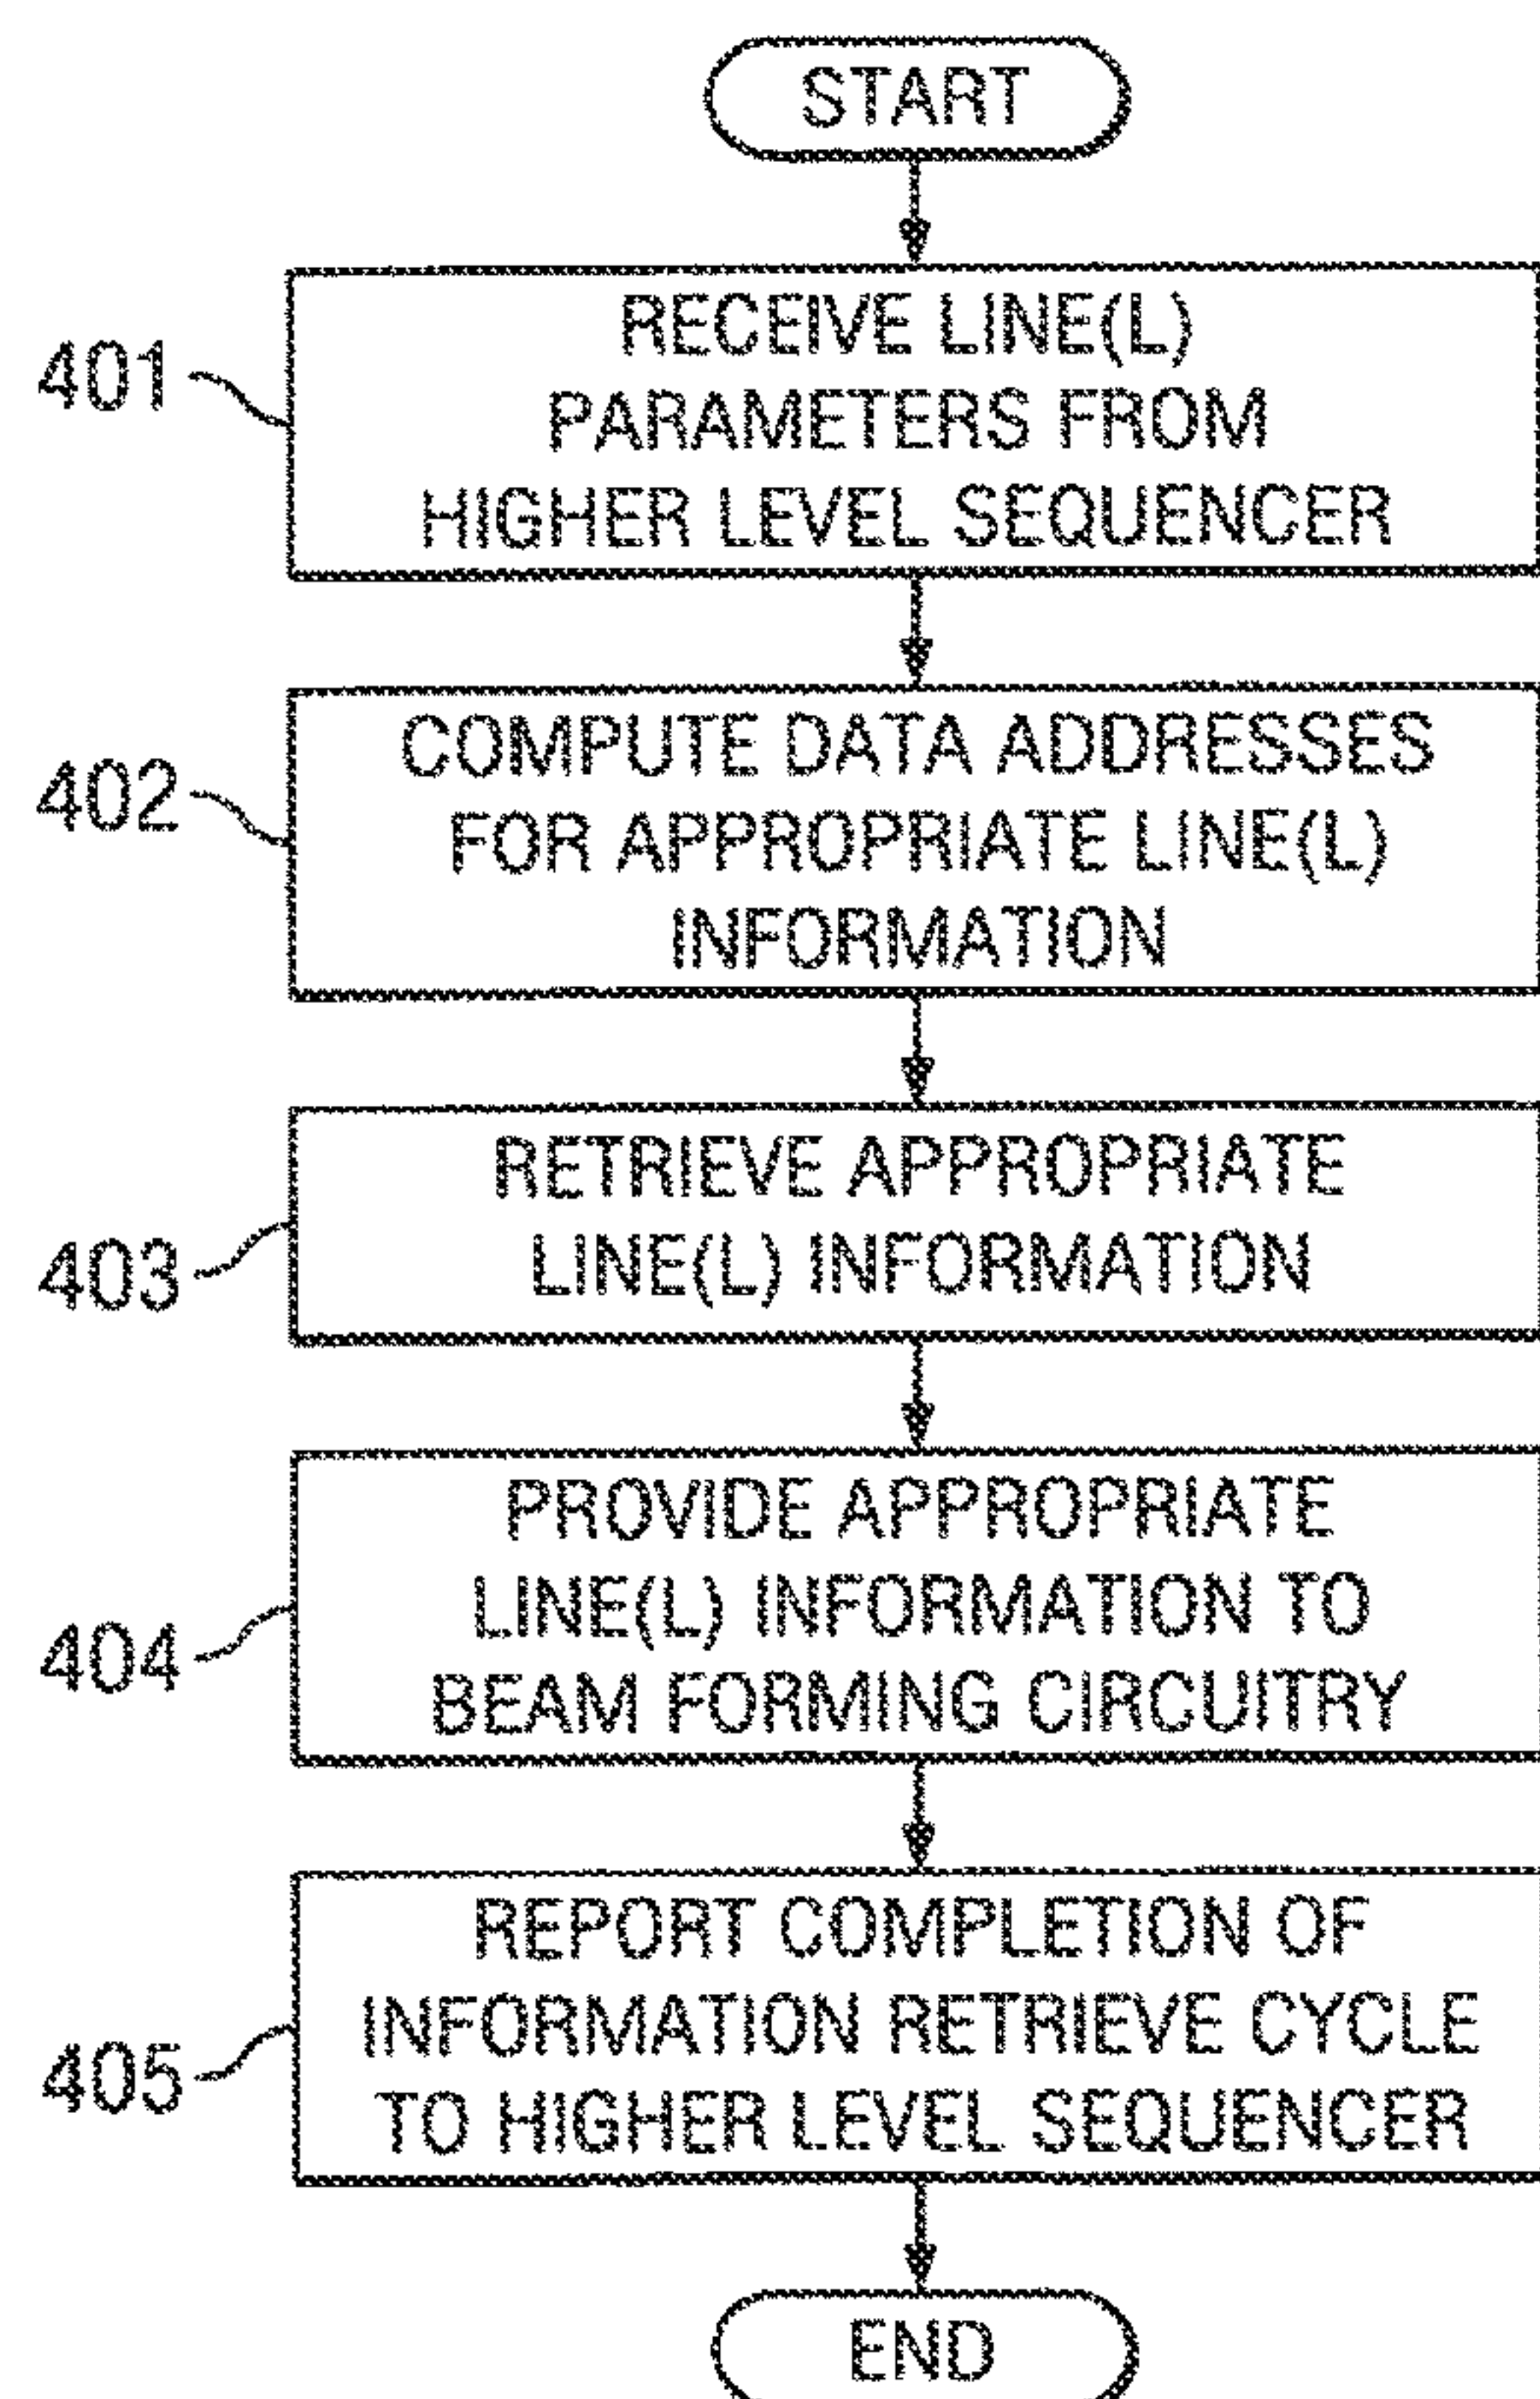 START
401
RECEIVE LINE(L)
PARAMETERS FROM
HIGHER LEVEL SEQUENCER
402
COMPUTE DATA ADDRESSES
FOR APPROPRIATE LINE(L)
INFORMATION
403
RETRIEVE APPROPRIATE
LINE(L) INFORMATION
404
PROVIDE APPROPRIATE
LINE(L) INFORMATION TO
BEAM FORMING CIRCUITRY
405
REPORT COMPLETION OF
INFORMATION RETRIEVE CYCLE
TO HIGHER LEVEL SEQUENCER
END